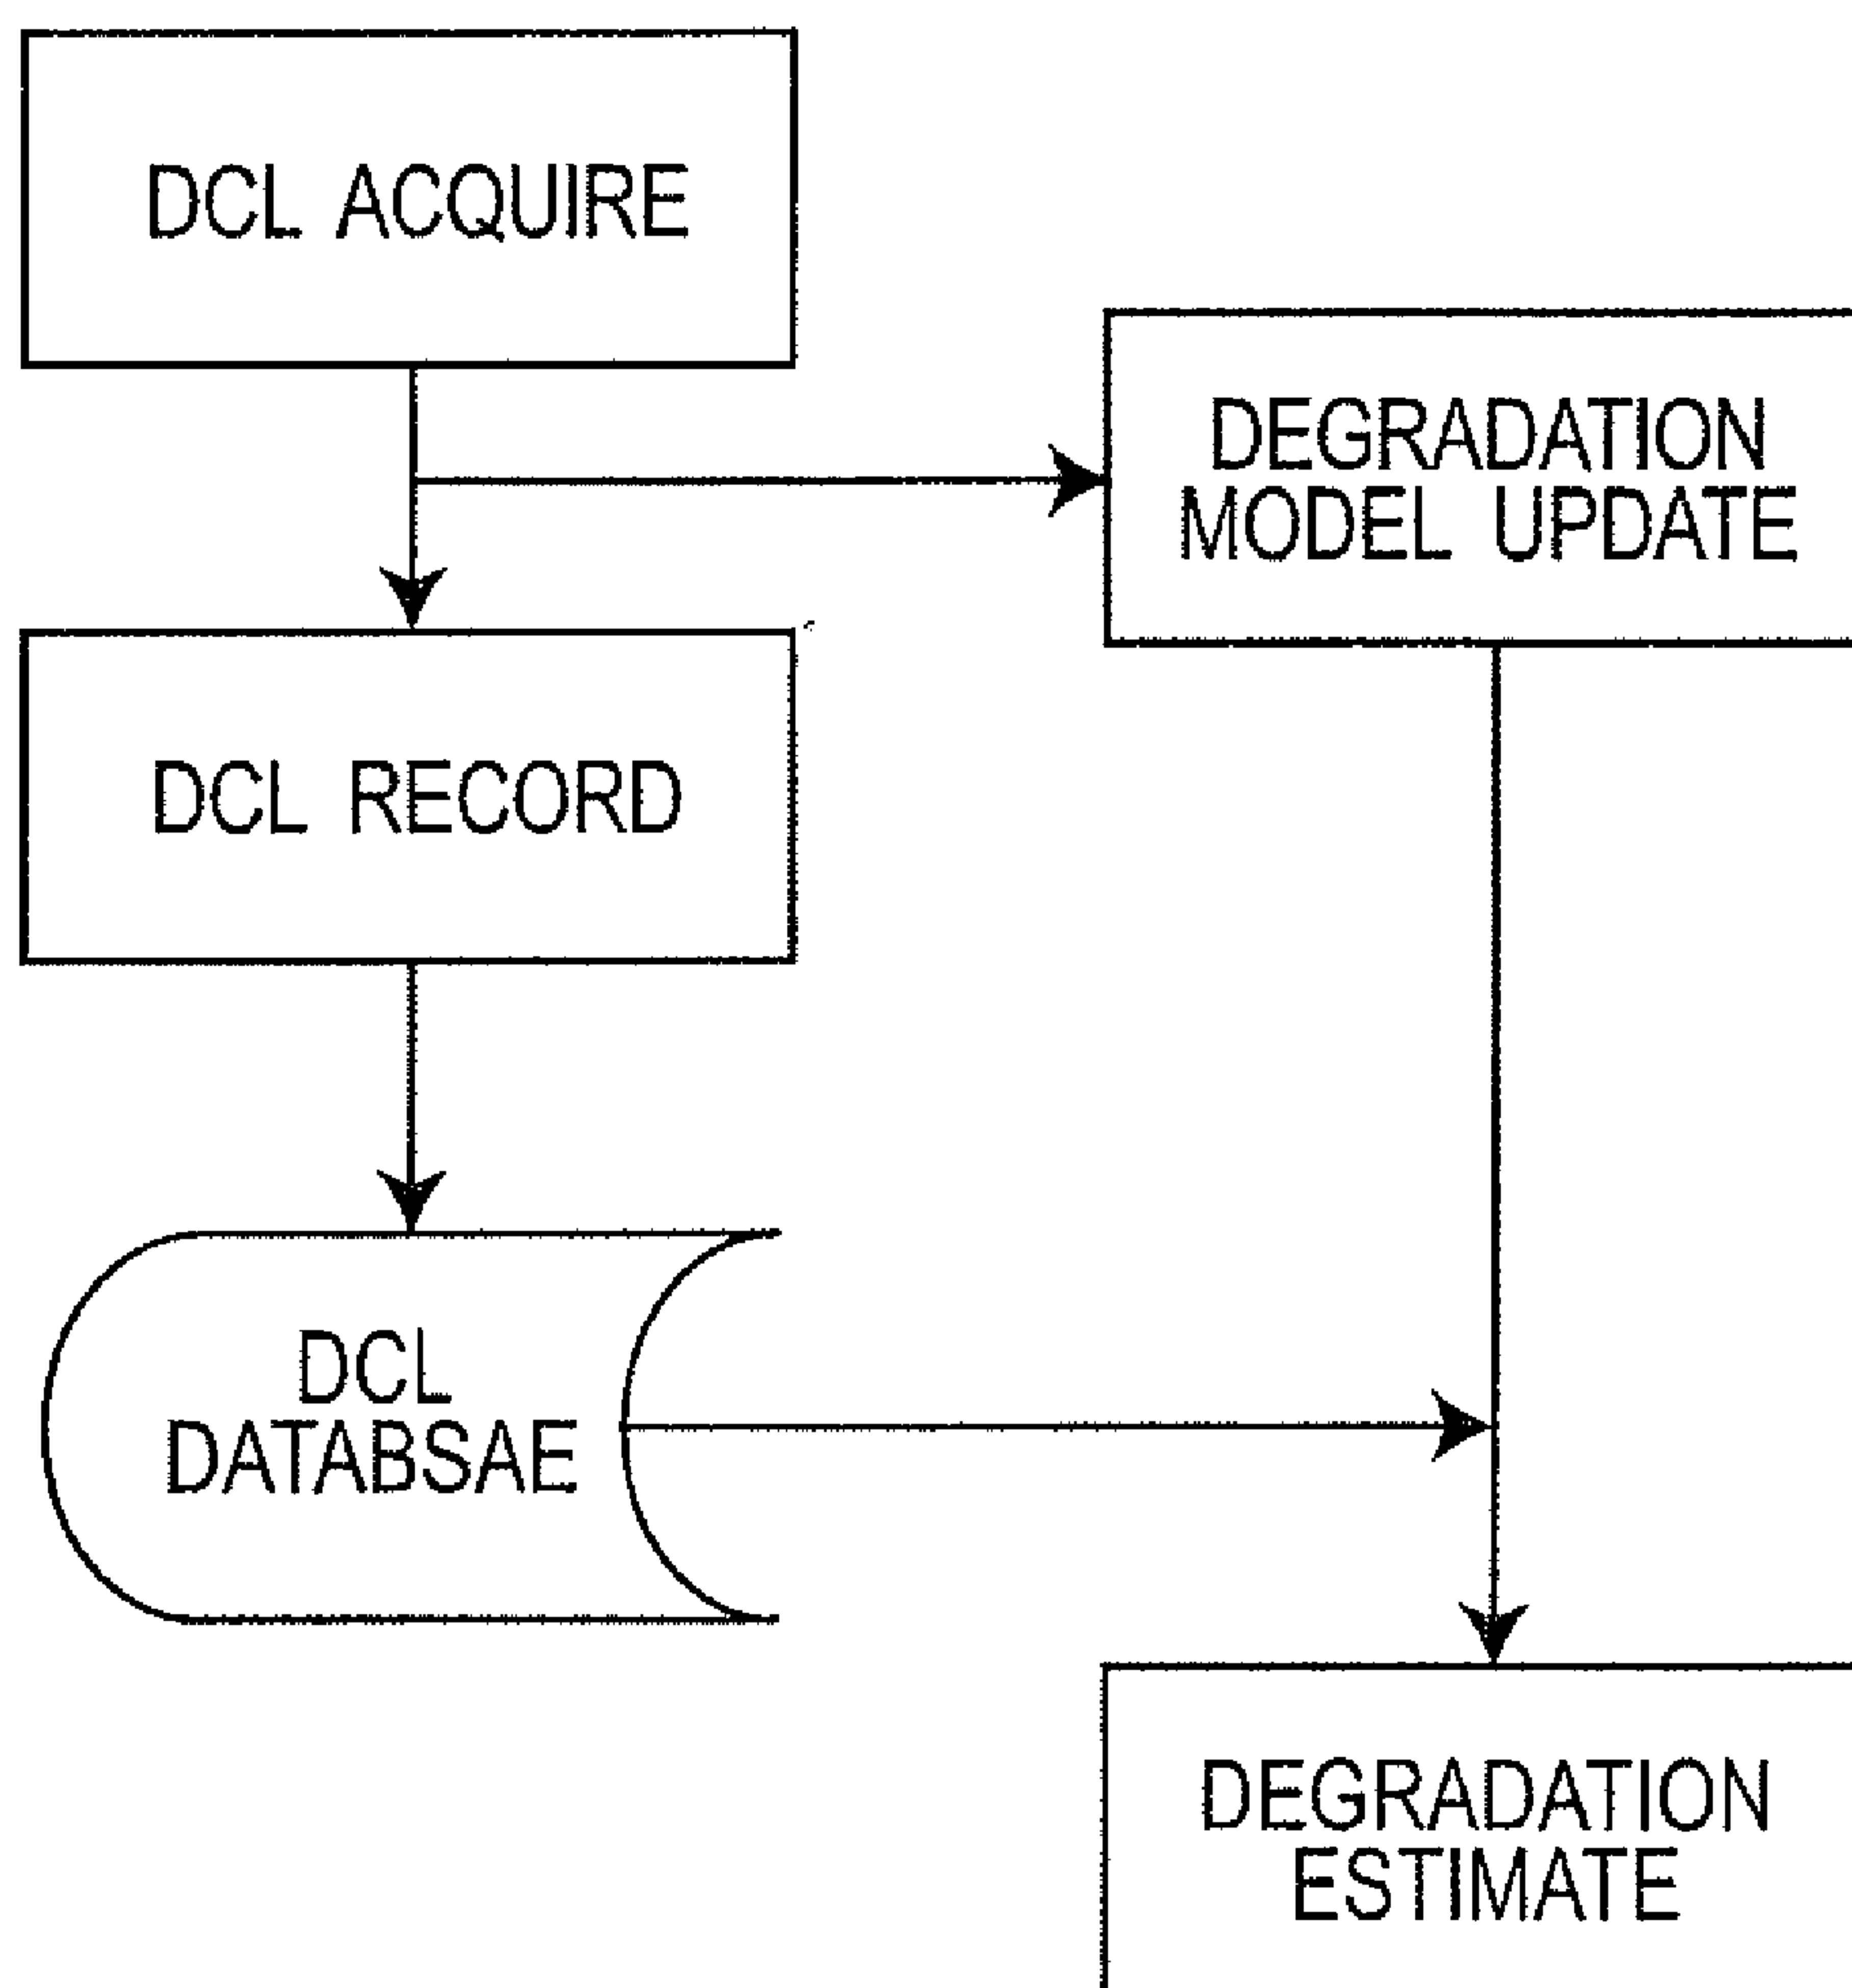 DCL ACQUIRE
DEGRADATION
MODEL UPDATE
DCL RECORD
DCL
DATABSAE
DEGRADATION
ESTIMATE